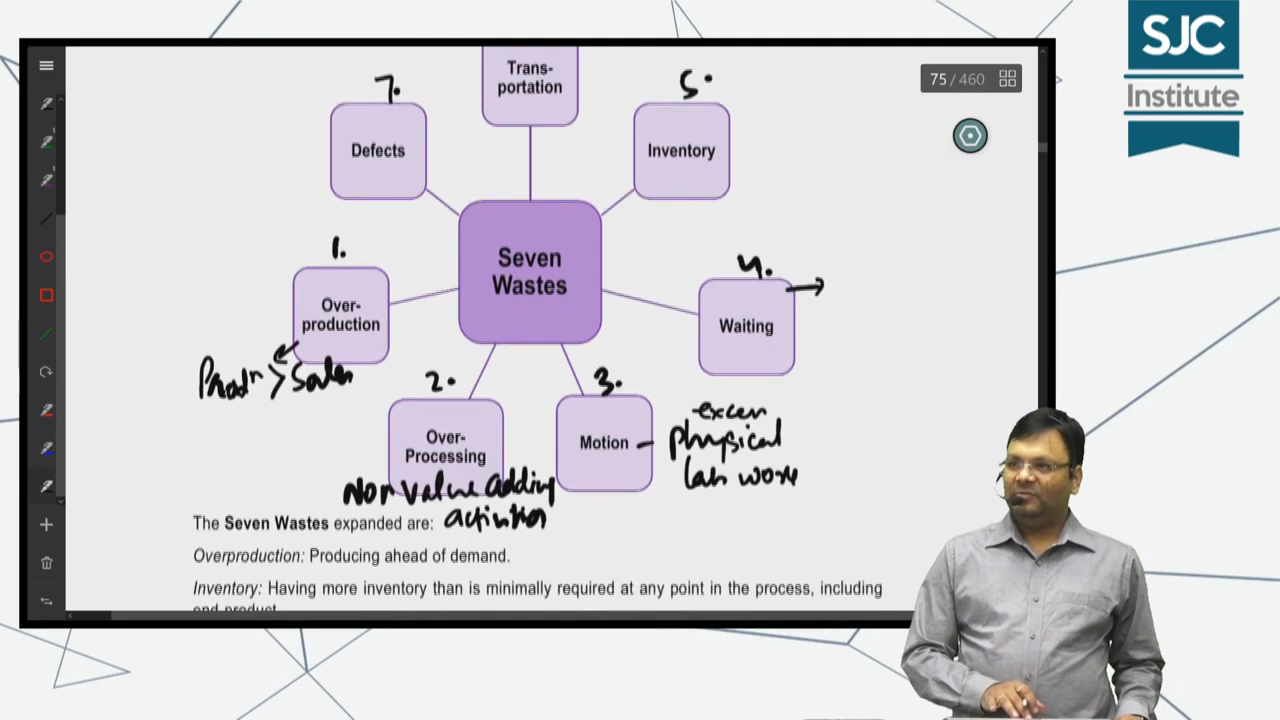 SJC
Institute
75 / 460
Trans-
portation
7.
5.
Defects
Inventory
1.
Seven
Wastes
4.
Over-
production
Waiting
Prodn > Sales
2.
3.
Over-
Processing
Motion
excess
physical
lab work
Non value adding
activities
The Seven Wastes expanded are:
Overproduction: Producing ahead of demand.
Inventory: Having more inventory than is minimally required at any point in the process, including
end product.